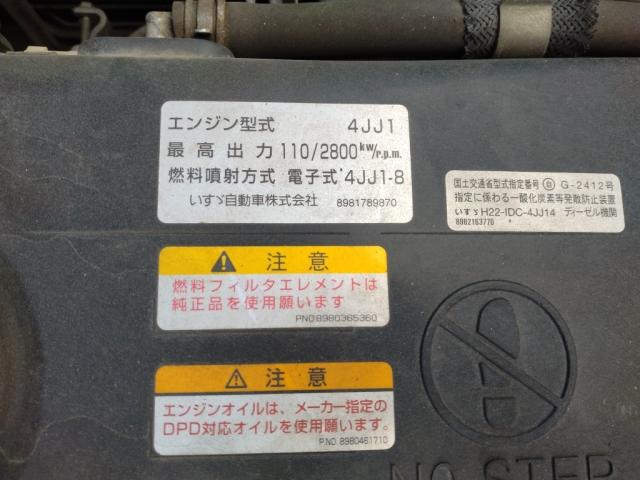 エンジン型式 4JJ1
最高出力 110/2800kW/r.p.m.
燃料噴射方式 電子式 4JJ1-8
いすゞ自動車株式会社 8981789870
国土交通省型式指定番号 G-2412号
指定に係わる一酸化炭素等発散防止装置
いすゞ H22-IDC-4JJ14 ディーゼル機関
8982163770
注意
燃料フィルタエレメントは
純正品を使用願います
PNO.8980365360
注意
エンジンオイルは、メーカー指定の
DPD対応オイルを使用願います。
P.NO. 8980461710
NO STEP